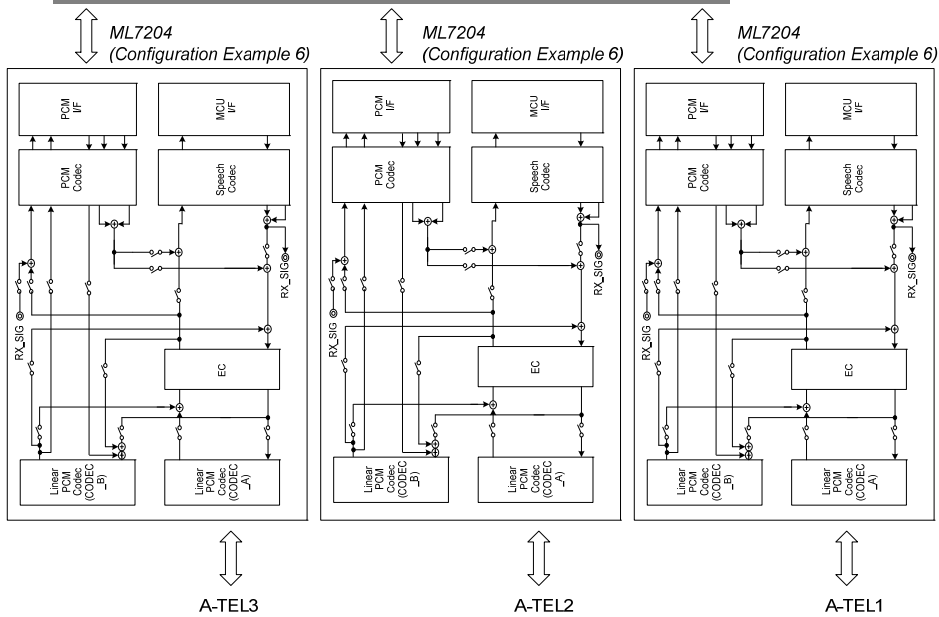 ML7204
(Configuration Example 6)
PCM
I/F
MCU
I/F
PCM
Codec
Speech
Codec
RX_SIG
RX_SIG
EC
Linear
PCM
Codec
(CODEC
_B)
Linear
PCM
Codec
(CODEC
_A)
A-TEL3
ML7204
(Configuration Example 6)
PCM
I/F
MCU
I/F
PCM
Codec
Speech
Codec
RX_SIG
RX_SIG
EC
Linear
PCM
Codec
(CODEC
_B)
Linear
PCM
Codec
(CODEC
_A)
A-TEL2
ML7204
(Configuration Example 6)
PCM
I/F
MCU
I/F
PCM
Codec
Speech
Codec
RX_SIG
RX_SIG
EC
Linear
PCM
Codec
(CODEC
_B)
Linear
PCM
Codec
(CODEC
_A)
A-TEL1